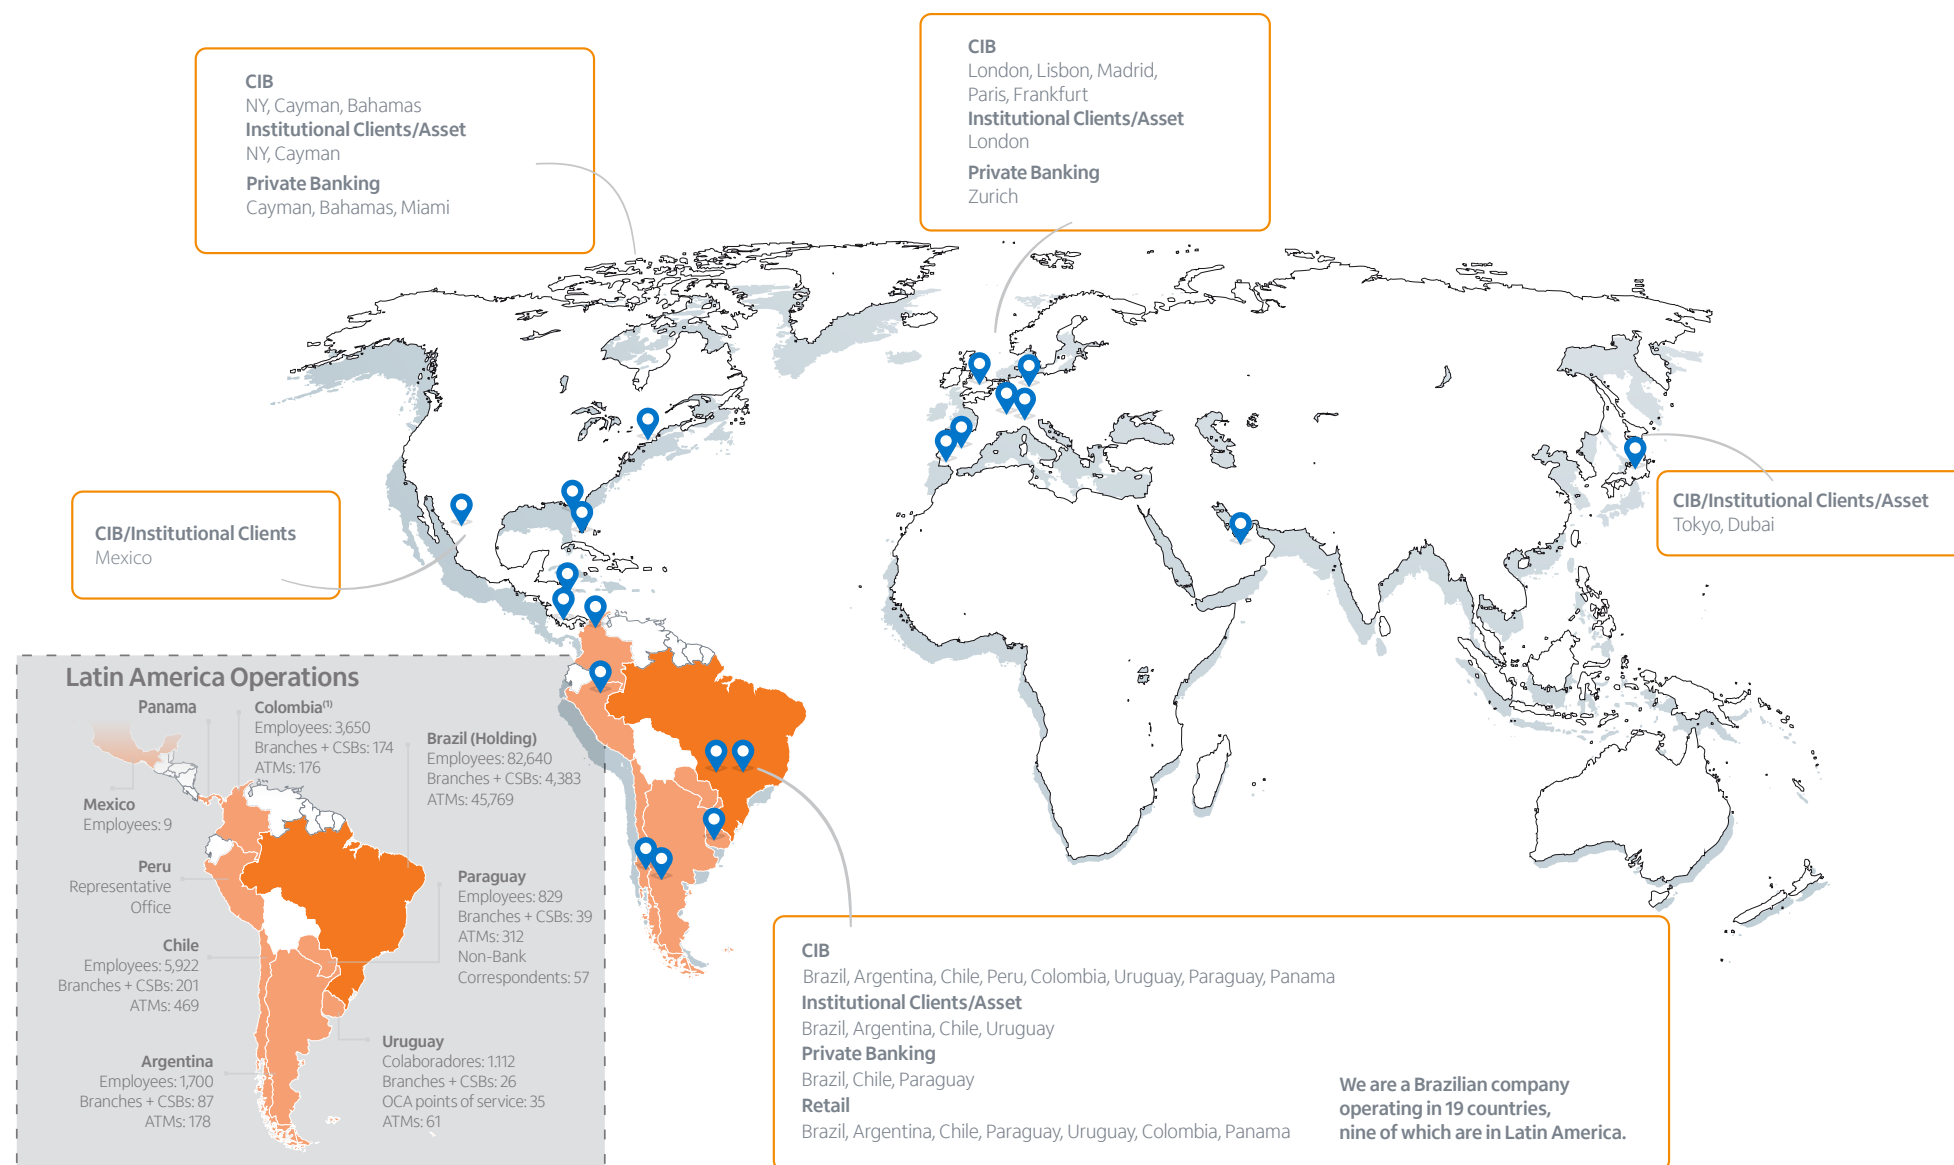 CIB
NY, Cayman, Bahamas
Institutional Clients/Asset
NY, Cayman
Private Banking
Cayman, Bahamas, Miami
CIB
London, Lisbon, Madrid,
Paris, Frankfurt
Institutional Clients/Asset
London
Private Banking
Zurich
CIB/Institutional Clients
Mexico
CIB/Institutional Clients/Asset
Tokyo, Dubai
Latin America Operations
Panama
Colombia(1)
Employees: 3,650
Branches + CSBs: 174
ATMs: 176
Brazil (Holding)
Employees: 82,640
Branches + CSBs: 4,383
ATMs: 45,769
Mexico
Employees: 9
Peru
Representative
Office
Paraguay
Employees: 829
Branches + CSBs: 39
ATMs: 312
Non-Bank
Correspondents: 57
Chile
Employees: 5,922
Branches + CSBs: 201
ATMs: 469
Uruguay
Colaboradores: 1.112
Branches + CSBs: 26
OCA points of service: 35
ATMs: 61
Argentina
Employees: 1,700
Branches + CSBs: 87
ATMs: 178
CIB
Brazil, Argentina, Chile, Peru, Colombia, Uruguay, Paraguay, Panama
Institutional Clients/Asset
Brazil, Argentina, Chile, Uruguay
Private Banking
Brazil, Chile, Paraguay
Retail
Brazil, Argentina, Chile, Paraguay, Uruguay, Colombia, Panama
We are a Brazilian company
operating in 19 countries,
nine of which are in Latin America.